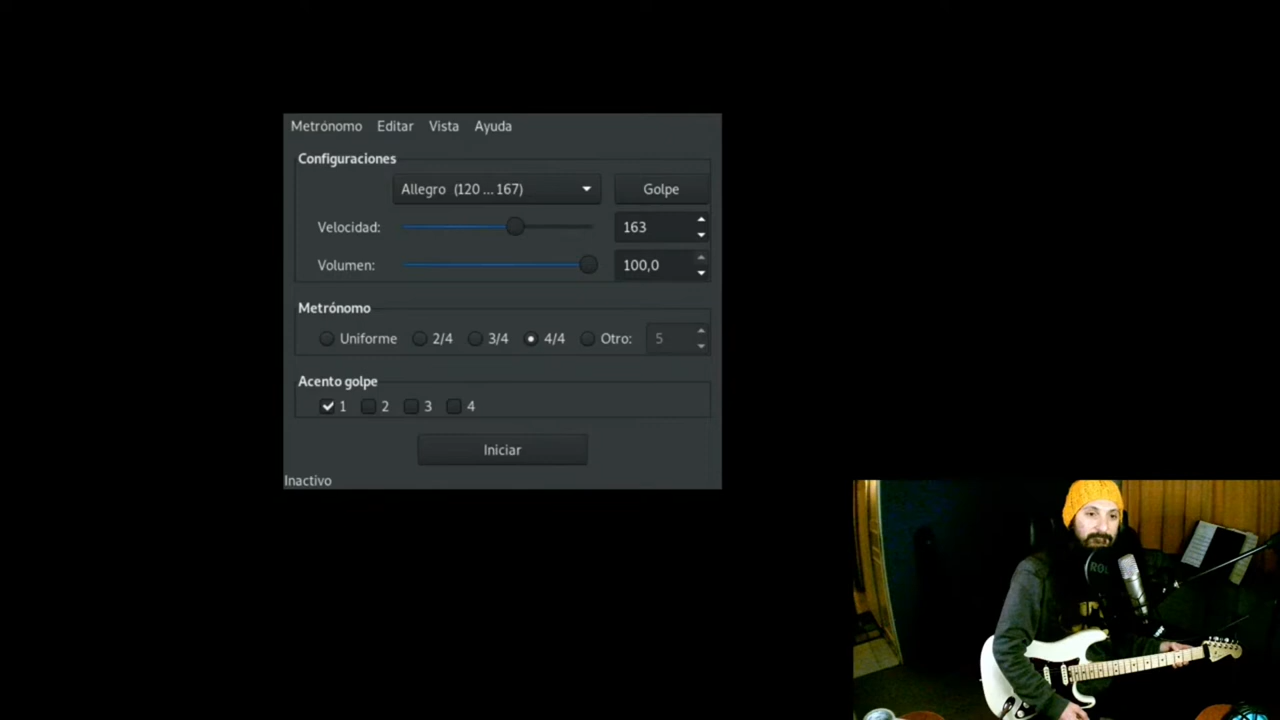 Metrónomo Editar Vista Ayuda
Configuraciones
Allegro (120 ... 167) Golpe
Velocidad: 163
Volumen: 100,0
Metrónomo
Uniforme 2/4 3/4 4/4 Otro: 5
Acento golpe
1 2 3 4
Iniciar
Inactivo